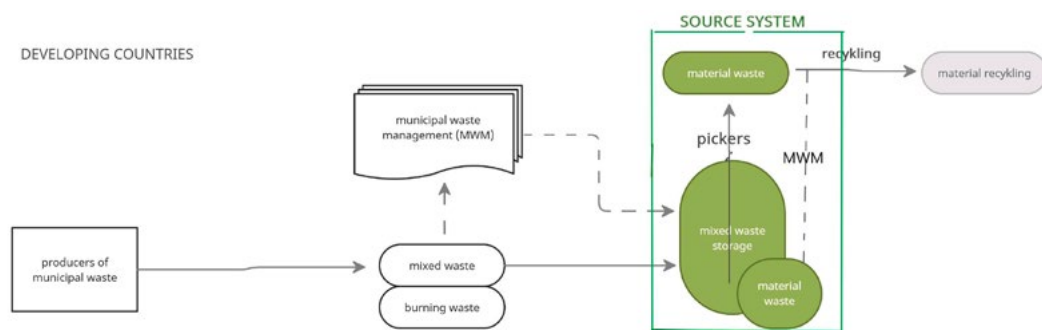 SOURCE SYSTEM
DEVELOPING COUNTRIES
recykling
material waste
material recykling
municipal waste
management (MWM)
pickers
MWM
mixed waste
storage
producers of
municipal waste
mixed waste
burning waste
material
waste